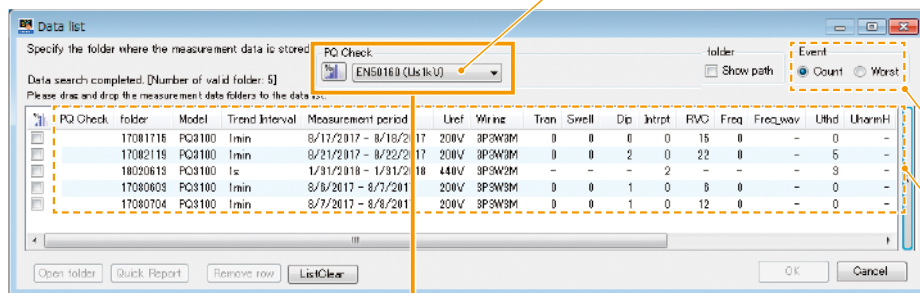 Data list
Specify the folder where the measurement data is stored
PQ Check
EN50160 (U≤1kV)
folder
Show path
Event
Count Worst
Data search completed. [Number of valid folder: 5]
Please drag and drop the measurement data folders to the data list.
PQ Check folder Model Trend Interval Measurement period Uref Wiring Tran Swell Dip Intrpt RVC Freq Freq_wav Uthd UharmH
17081716 PQ3100 1min 8/17/2017 - 8/18/2017 200V 3P3W3M 0 0 0 0 15 0 - 0 -
17082119 PQ3100 1min 8/21/2017 - 8/22/2017 200V 3P3W3M 0 0 2 0 22 0 - 5 -
18020613 PQ3100 1s 1/31/2018 - 1/31/2018 440V 3P3W2M - - - 2 - - - 3 -
17080603 PQ3100 1min 8/6/2017 - 8/7/201 200V 3P3W3M 0 0 1 0 6 0 - 0 -
17080704 PQ3100 1min 8/7/2017 - 8/8/201 200V 3P3W3M 0 0 1 0 12 0 - 0 -
Open folder Quick Report Remove row ListClear OK Cancel